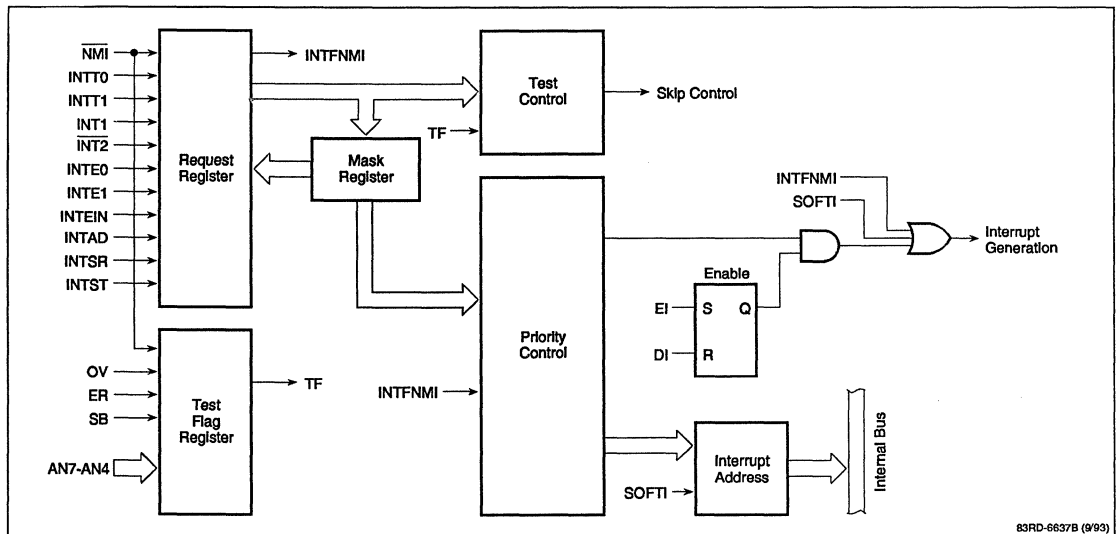 NMI
INTT0
INTT1
INT1
INT2
INTE0
INTE1
INTEIN
INTAD
INTSR
INTST
Request
Register
INTFNMI
Mask
Register
Test
Control
TF
Skip Control
OV
ER
SB
AN7-AN4
Test
Flag
Register
TF
Priority
Control
INTFNMI
INTFNMI
SOFTI
Interrupt
Generation
Enable
EI
S
Q
DI
R
Interrupt
Address
SOFTI
Internal Bus
83RD-6637B (9/93)